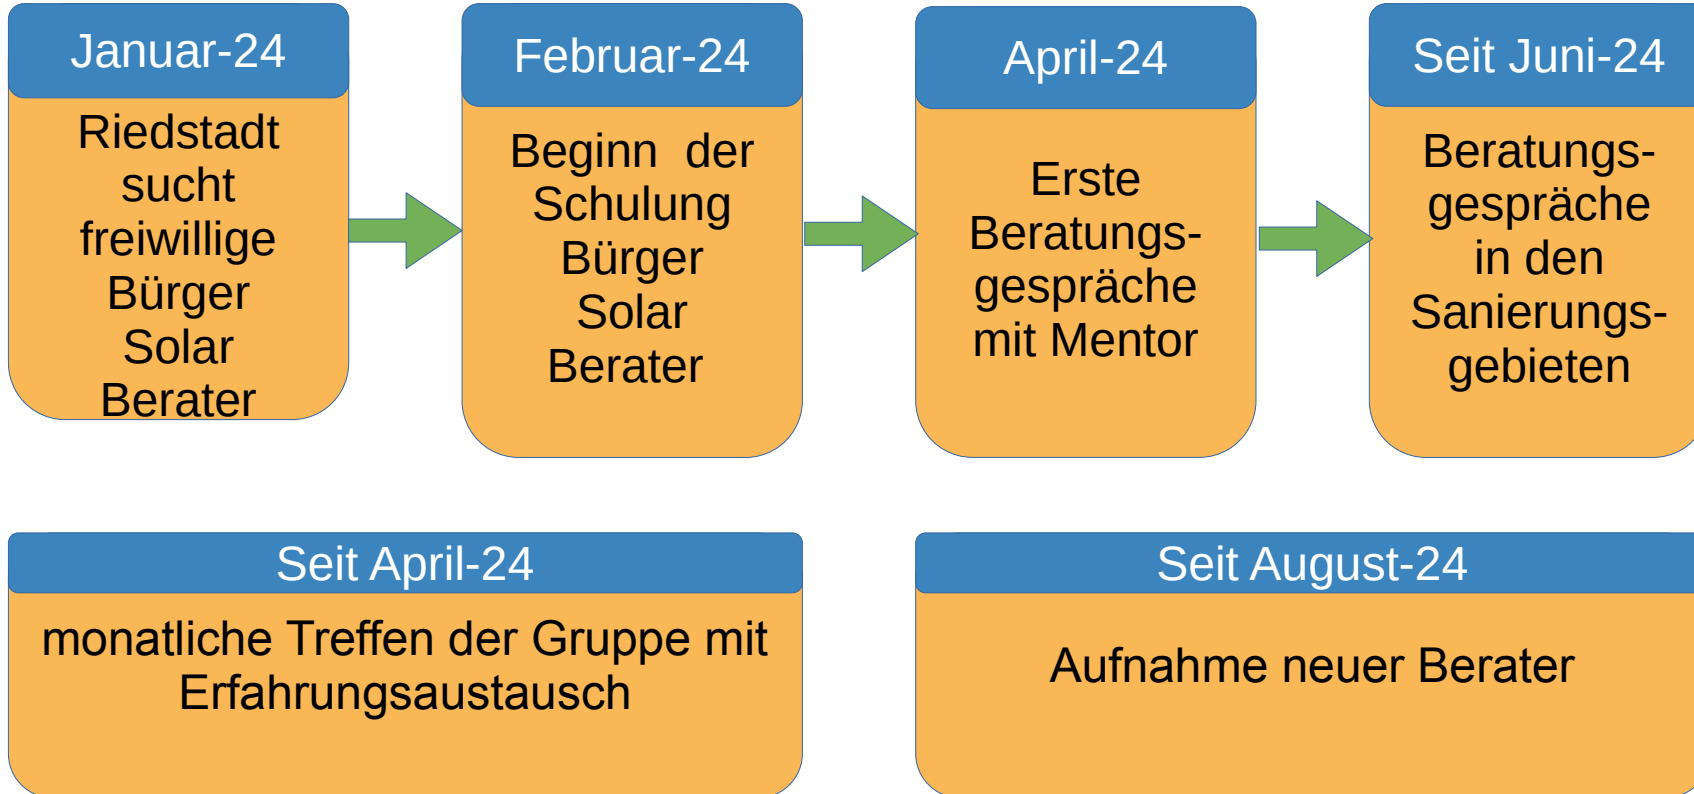 Januar-24
Riedstadt
sucht
freiwillige
Bürger
Solar
Berater
Februar-24
Beginn der
Schulung
Bürger
Solar
Berater
April-24
Erste
Beratungs-
gespräche
mit Mentor
Seit Juni-24
Beratungs-
gespräche
in den
Sanierungs-
gebieten
Seit April-24
monatliche Treffen der Gruppe mit
Erfahrungsaustausch
Seit August-24
Aufnahme neuer Berater